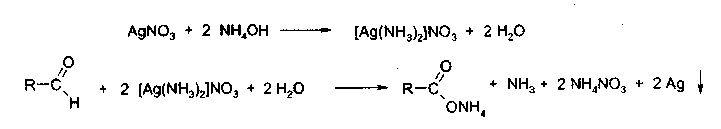 AgNO₃ + 2 NH₄OH ⟶ [Ag(NH₃)₂]NO₃ + 2 H₂O
R–C(=O)H + 2 [Ag(NH₃)₂]NO₃ + 2 H₂O ⟶ R–C(=O)ONH₄ + NH₃ + 2 NH₄NO₃ + 2 Ag ↓